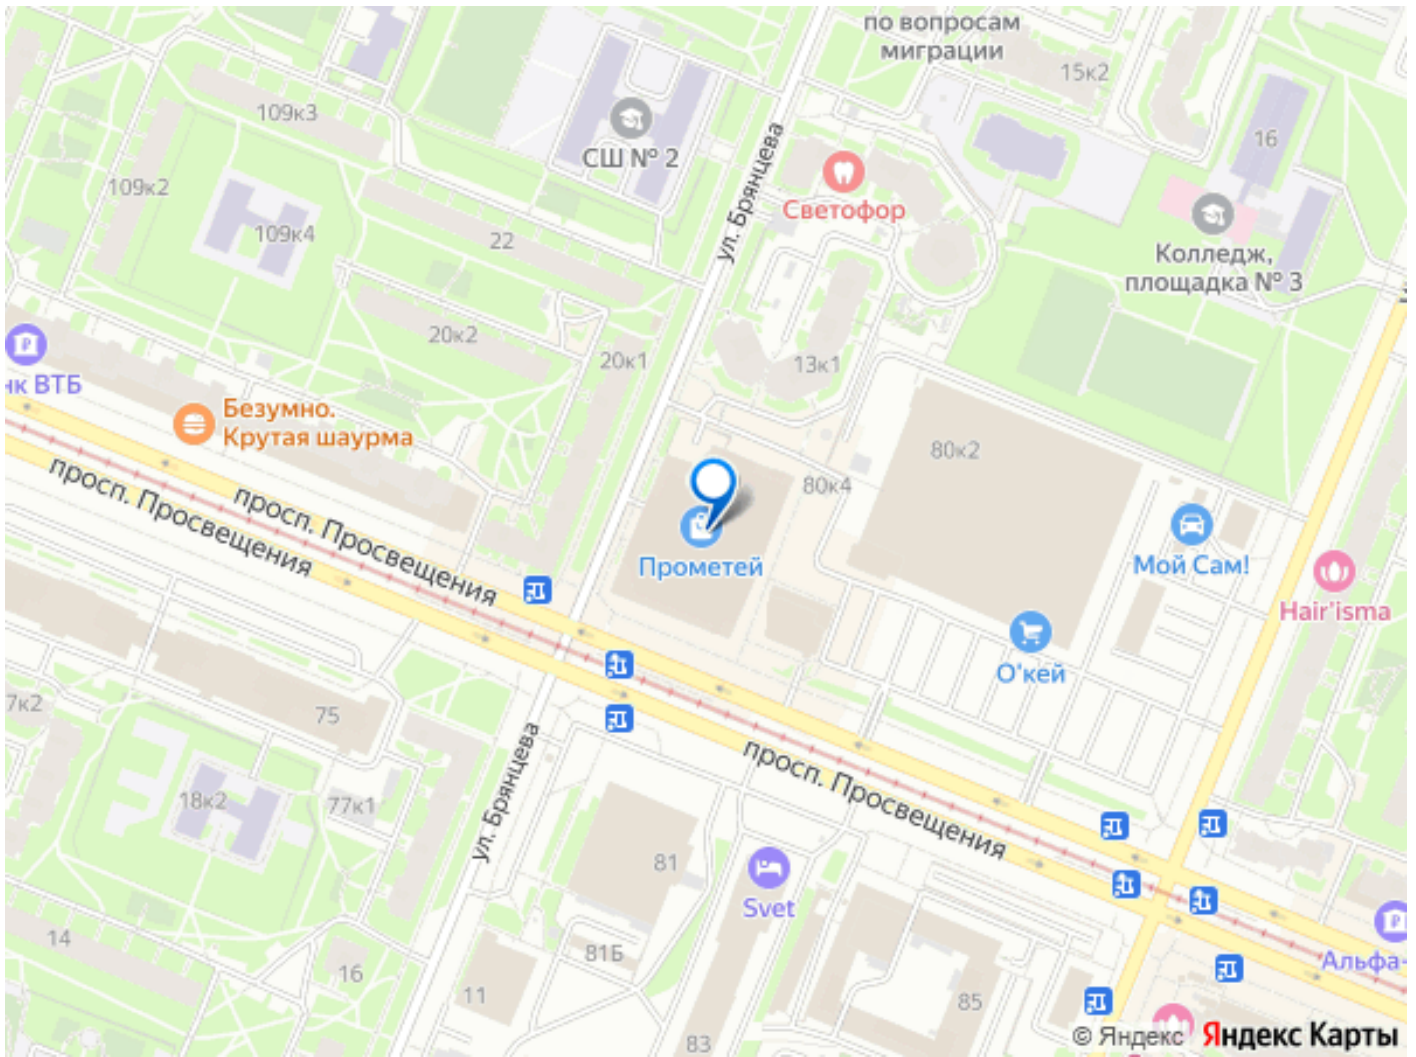 по вопросам
миграции
15к2
109к3
16
СШ № 2
109к2
Светофор
ул. Брянцева
109к4
22
Колледж,
площадка № 3
20к2
20к1
13к1
нк ВТБ
Безумно.
Крутая шаурма
80к2
80к4
просп. Просвещения
просп. Просвещения
Прометей
Мой Сам!
Hair'isma
О'кей
7к2
75
ул. Брянцева
просп. Просвещения
18к2
77к1
81
Svet
14
81Б
16
Альфа-
11
85
83
© Яндекс Яндекс Карты